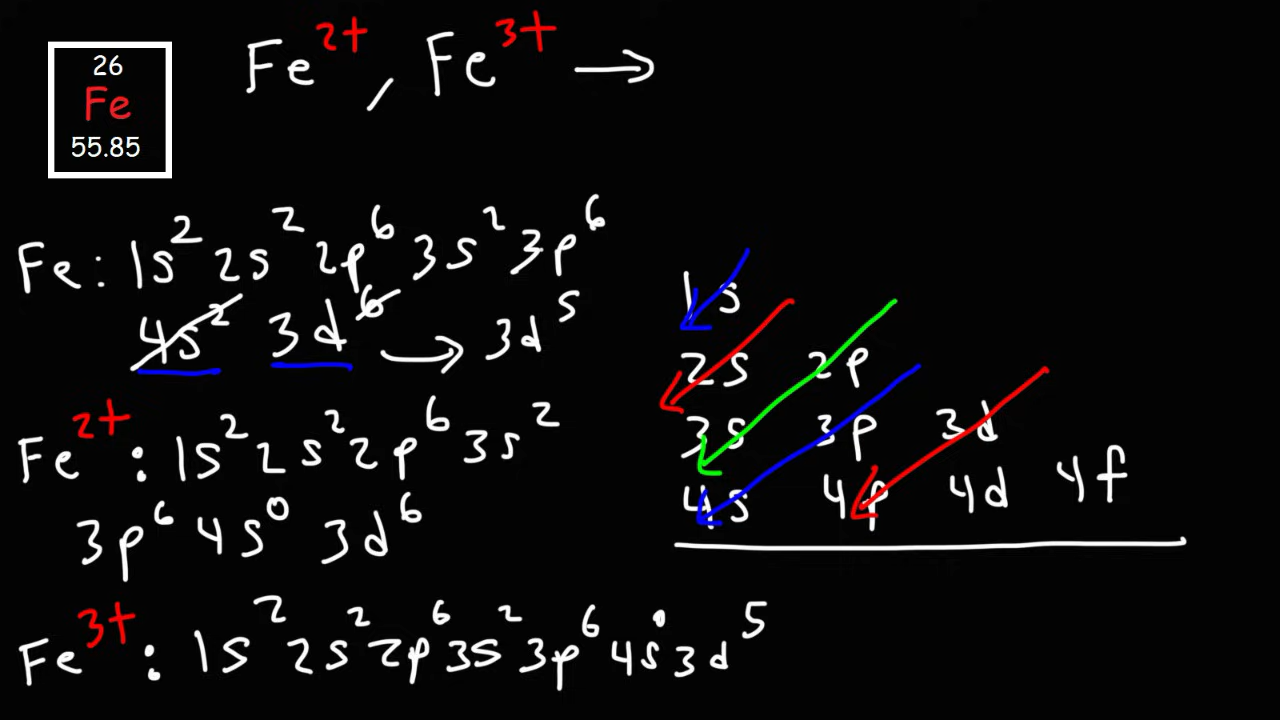 26
Fe
55.85
Fe²⁺, Fe³⁺ →
Fe: 1s² 2s² 2p⁶ 3s² 3p⁶
4s² 3d⁶ → 3d⁵
Fe²⁺: 1s² 2s² 2p⁶ 3s²
3p⁶ 4s⁰ 3d⁶
Fe³⁺: 1s² 2s² 2p⁶ 3s² 3p⁶ 4s⁰ 3d⁵
1s
2s 2p
3s 3p 3d
4s 4p 4d 4f